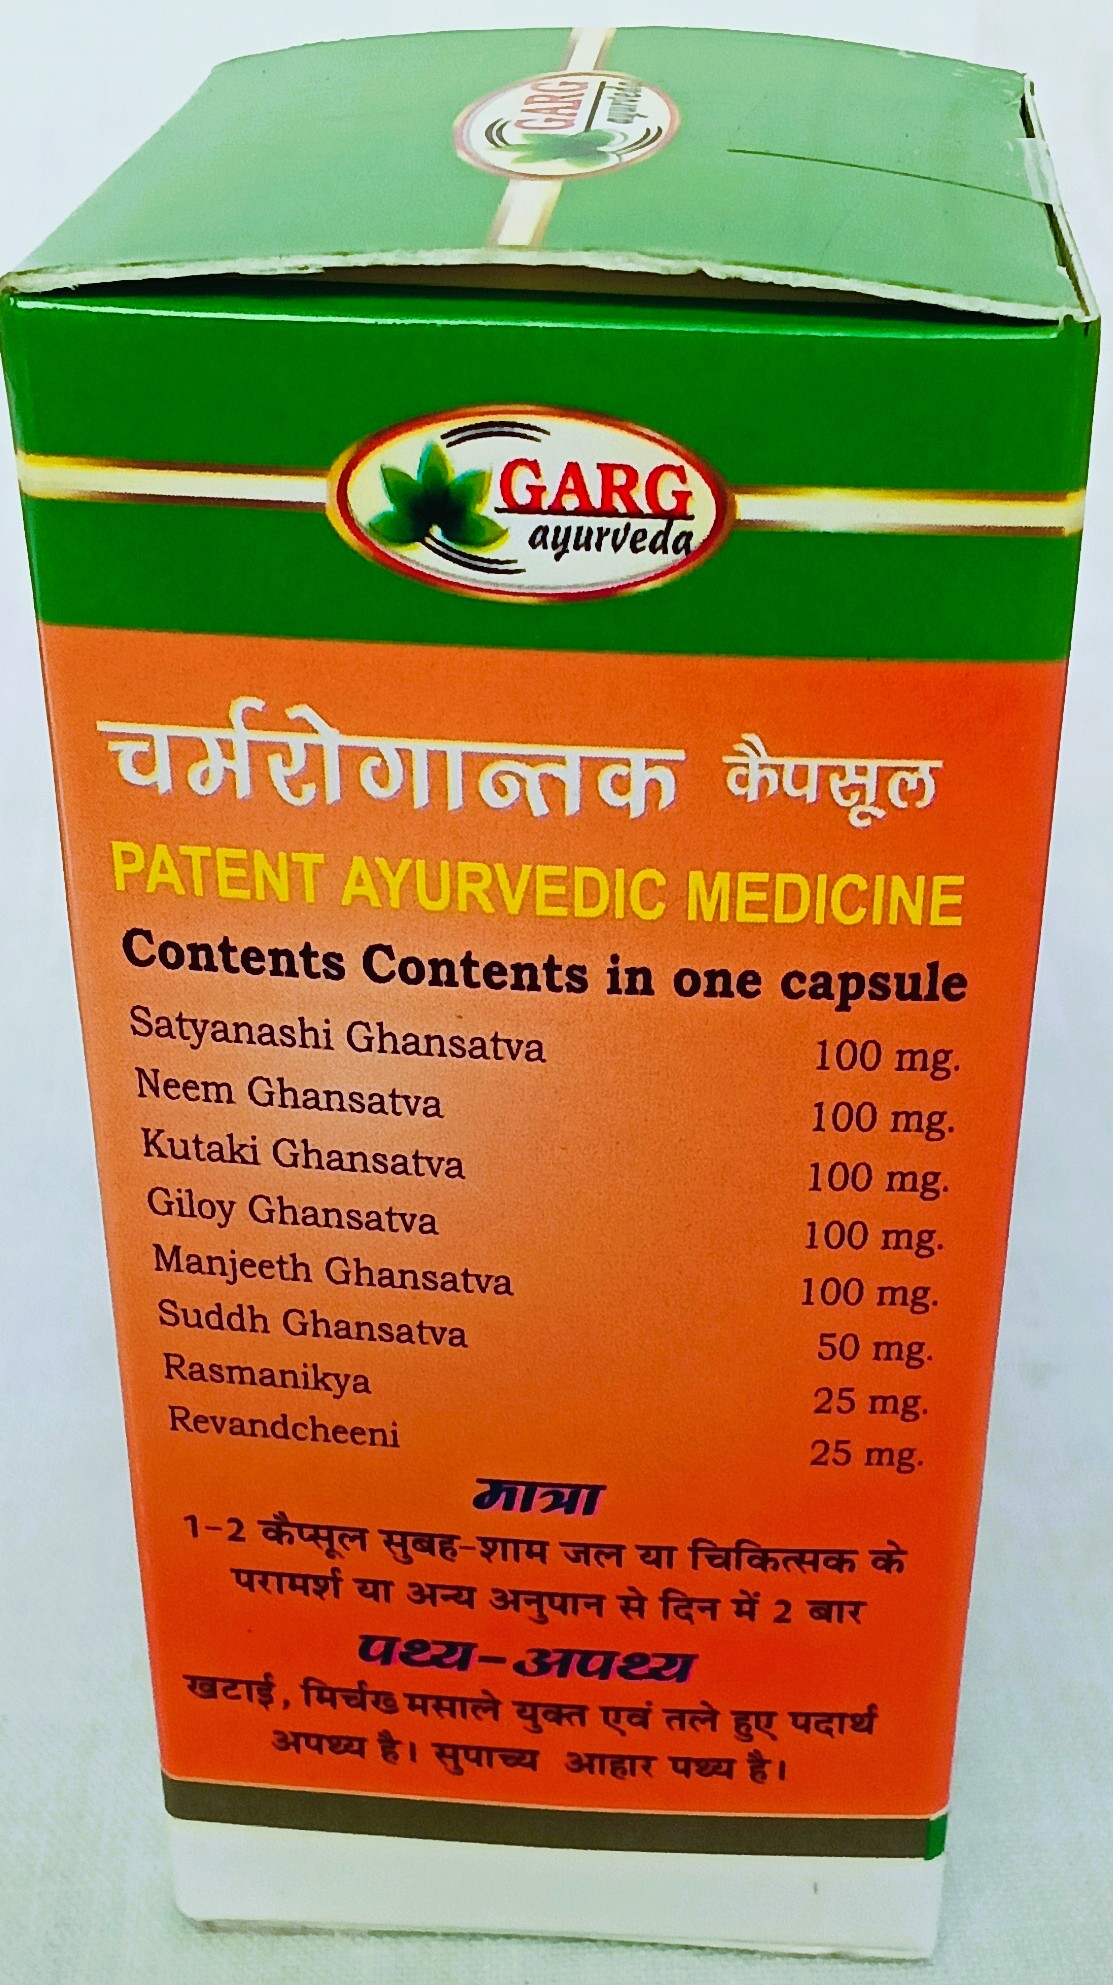 GARG
ayurveda
GARG
ayurveda
चर्मरोगान्तक कैपसूल
PATENT AYURVEDIC MEDICINE
Contents Contents in one capsule
Satyanashi Ghansatva 100 mg.
Neem Ghansatva 100 mg.
Kutaki Ghansatva 100 mg.
Giloy Ghansatva 100 mg.
Manjeeth Ghansatva 100 mg.
Suddh Ghansatva 50 mg.
Rasmanikya 25 mg.
Revandcheeni 25 mg.
मात्रा
1-2 कैप्सूल सुबह-शाम जल या चिकित्सक के
परामर्श या अन्य अनुपान से दिन में 2 बार
पथ्य-अपथ्य
खटाई, मिर्चख मसाले युक्त एवं तले हुए पदार्थ
अपथ्य है। सुपाच्य आहार पथ्य है।